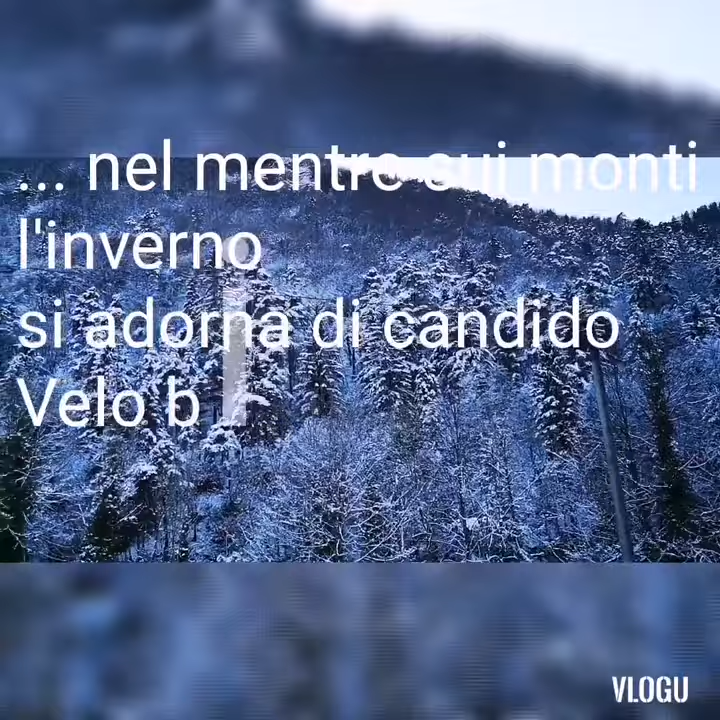 ... nel mentre sui monti
l'inverno
si adorna di candido
Velo b
VLOGU